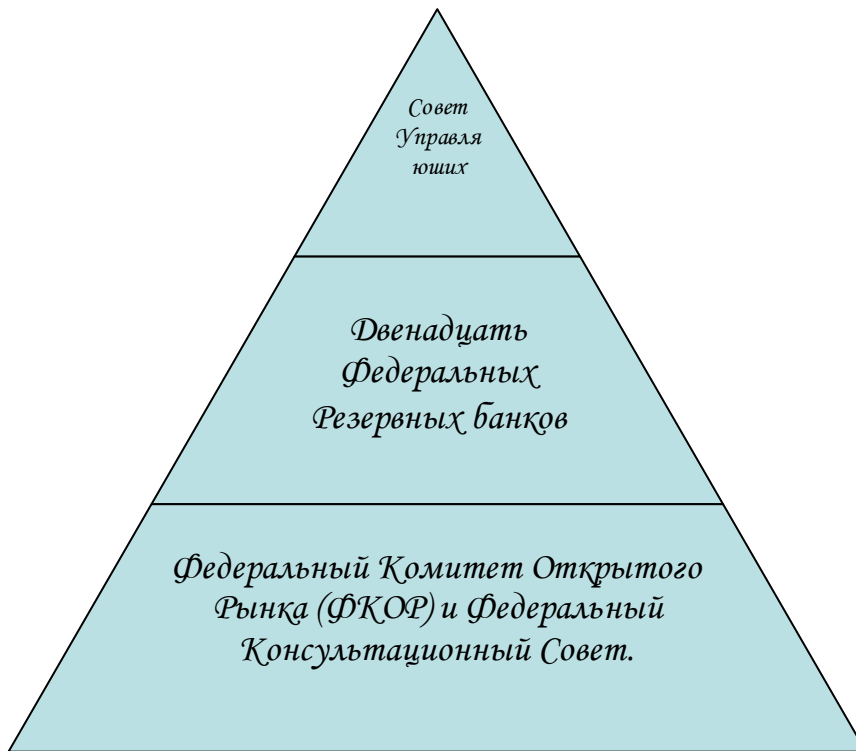 Совет
Управля
юших
Двенадцать
Федеральных
Резервных банков
Федеральный Комитет Открытого
Рынка (ФКОР) и Федеральный
Консультационный Совет.